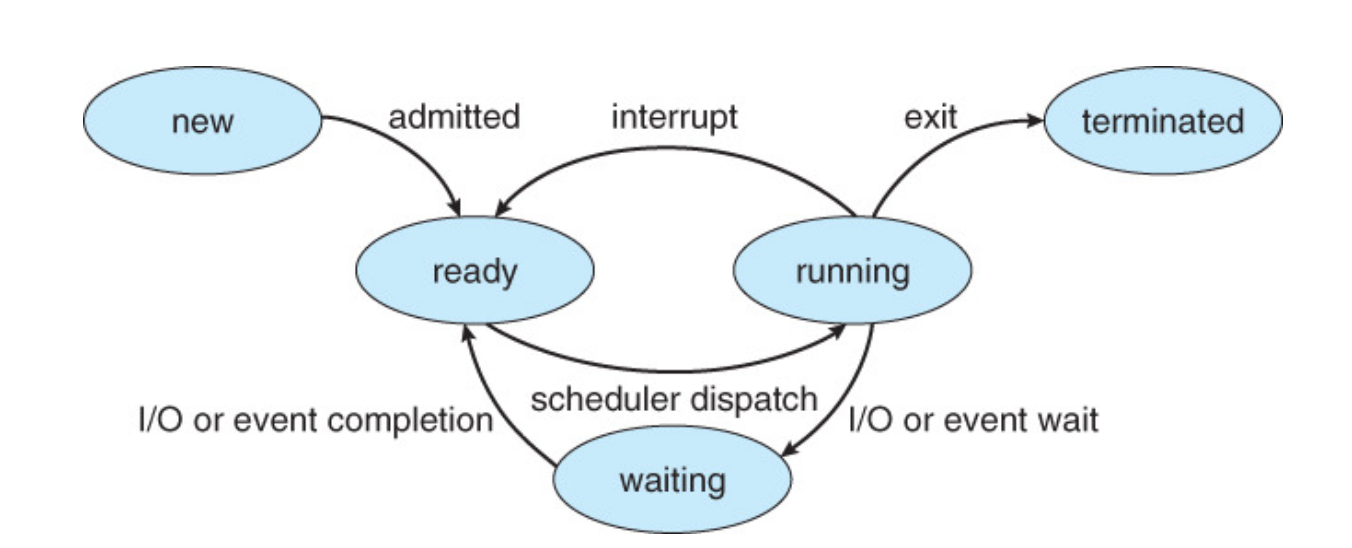 new
admitted
interrupt
exit
terminated
ready
running
scheduler dispatch
I/O or event completion
I/O or event wait
waiting